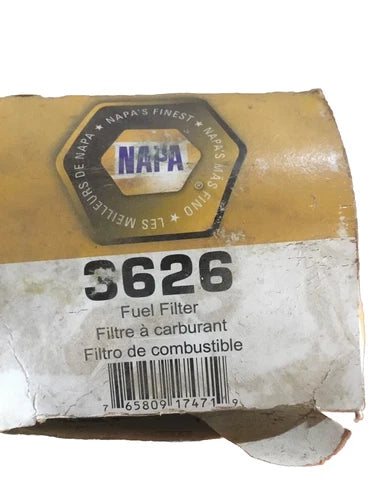 NAPA'S FINEST ★ NAPA'S MAS FINO ★ LES MEILLEURS DE NAPA ★
NAPA
®
3626
Fuel Filter
Filtre à carburant
Filtro de combustible
7 65809 17471 9